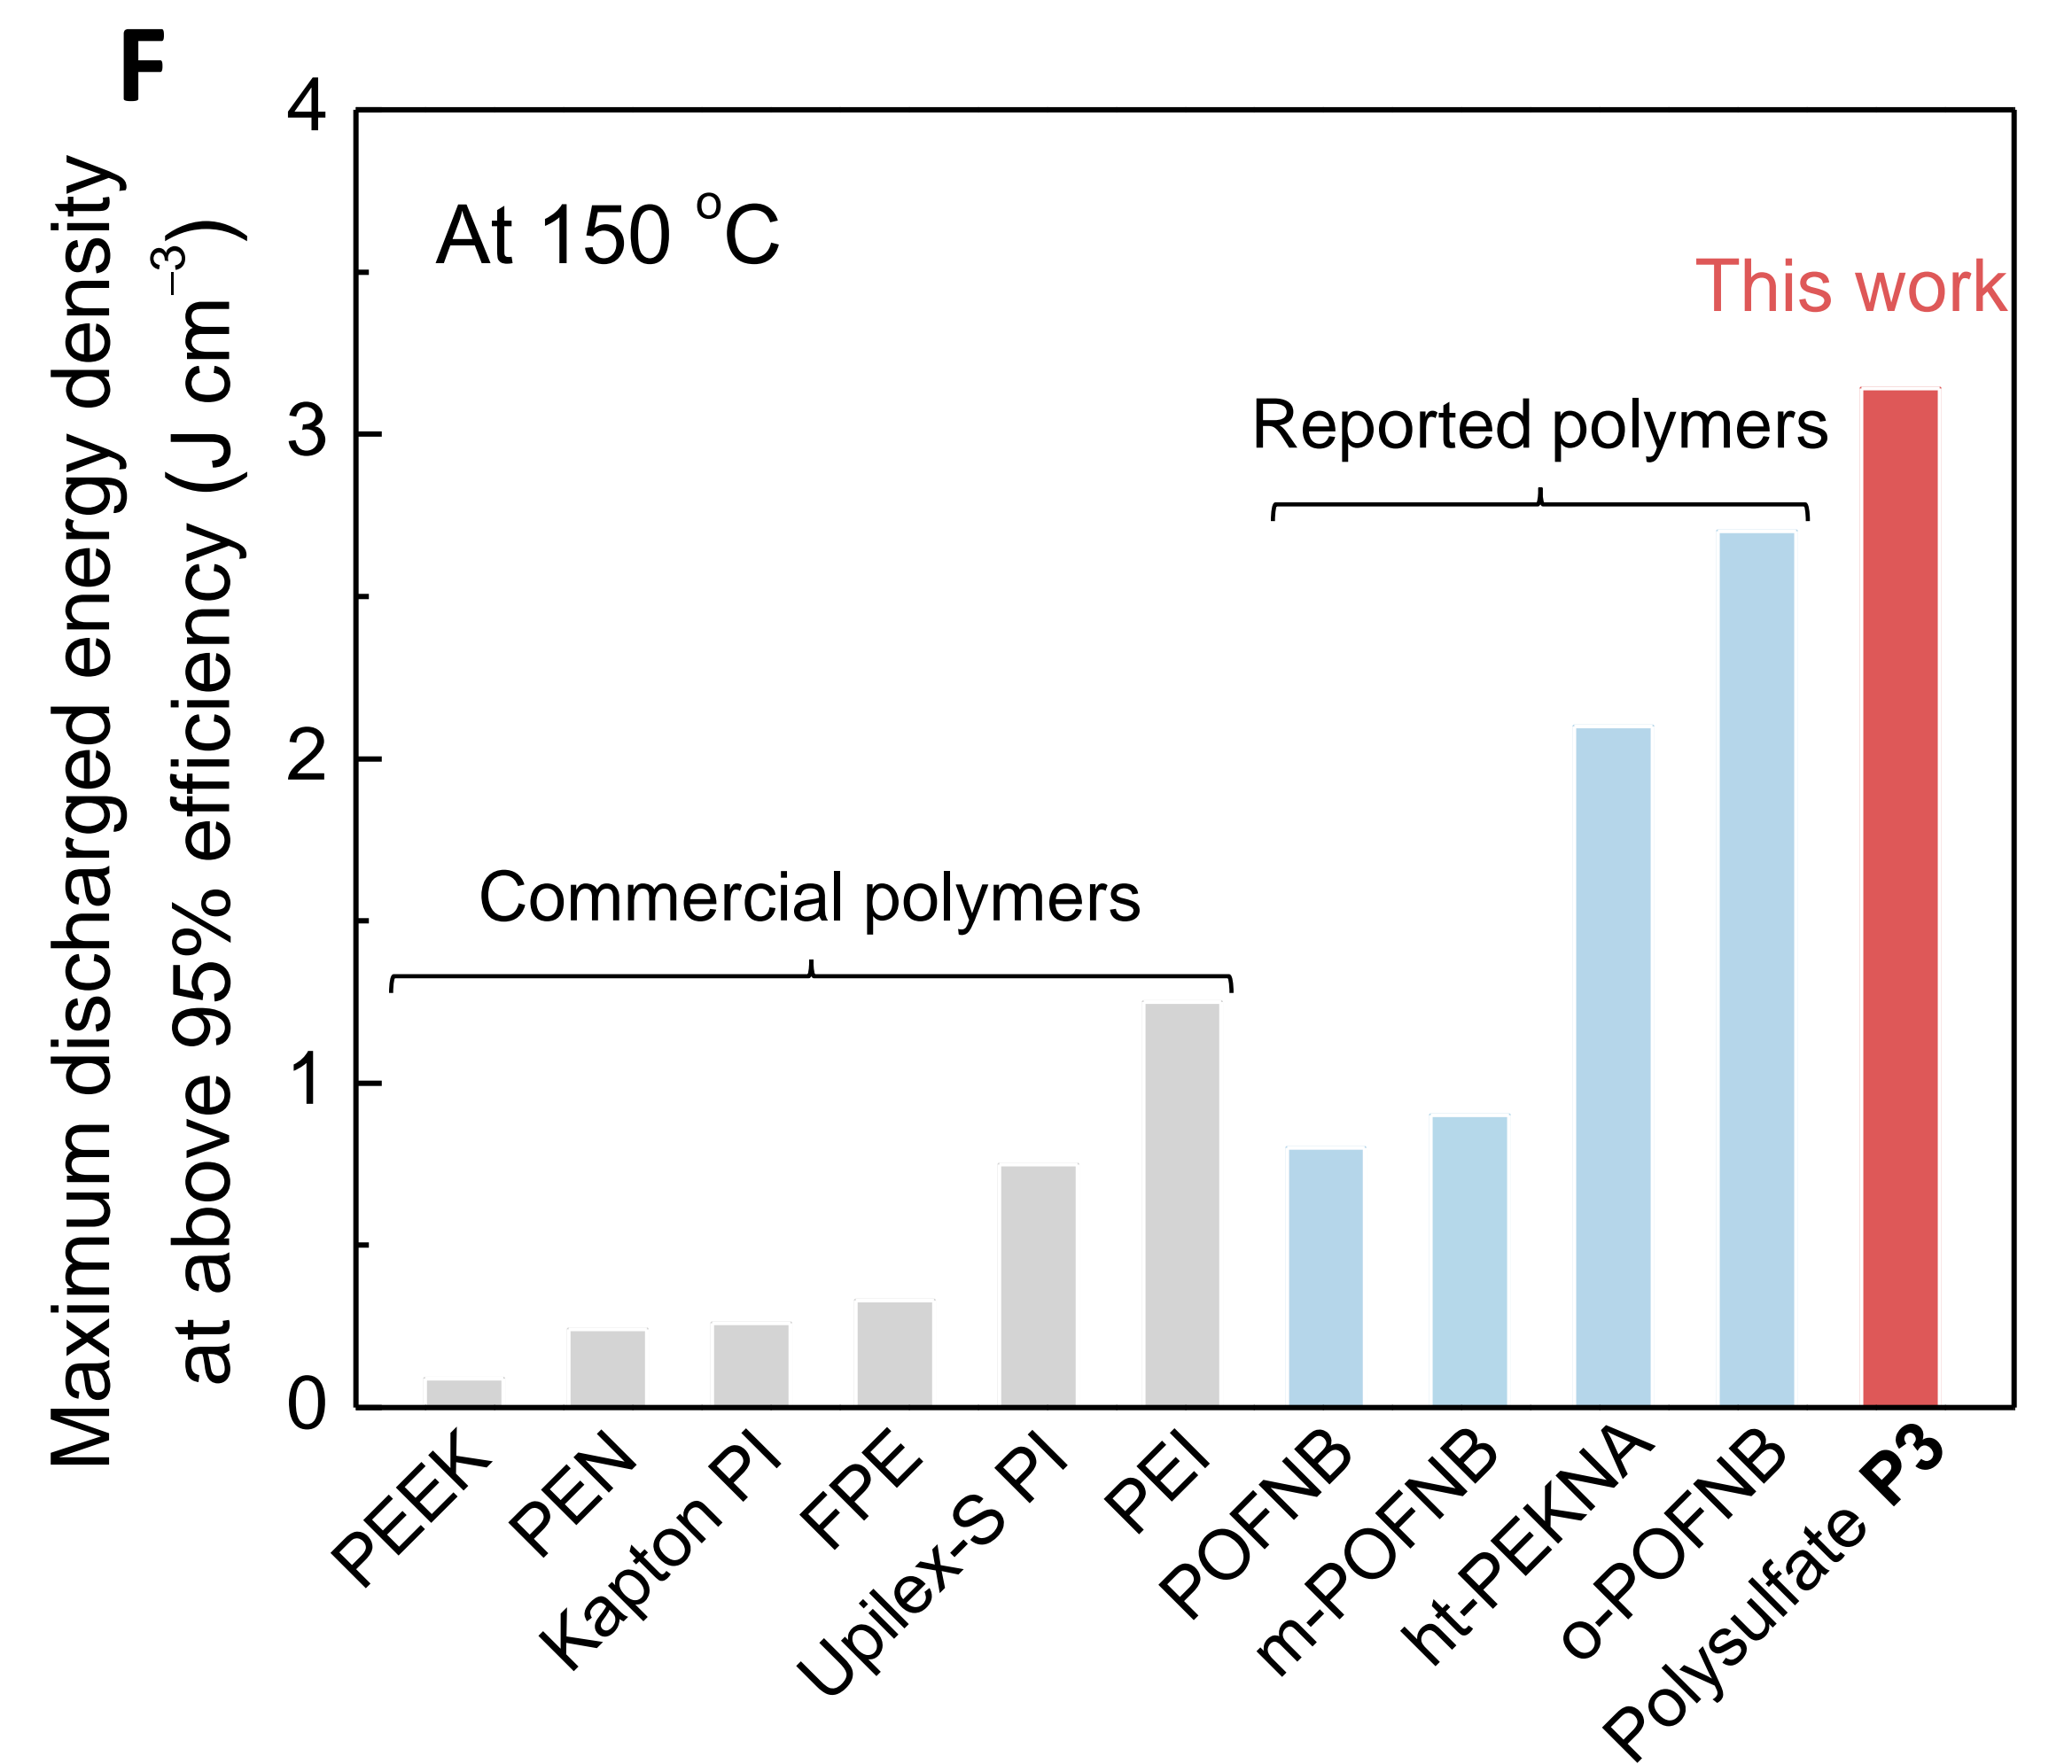 F
Maximum discharged energy density
at above 95% efficiency (J cm⁻³)
4
3
2
1
0
At 150 °C
This work
Reported polymers
Commercial polymers
PEEK
PEN
Kapton PI
FPE
Upilex-S PI
PEI
POFNB
m-POFNB
ht-PEKNA
o-POFNB
Polysulfate P3